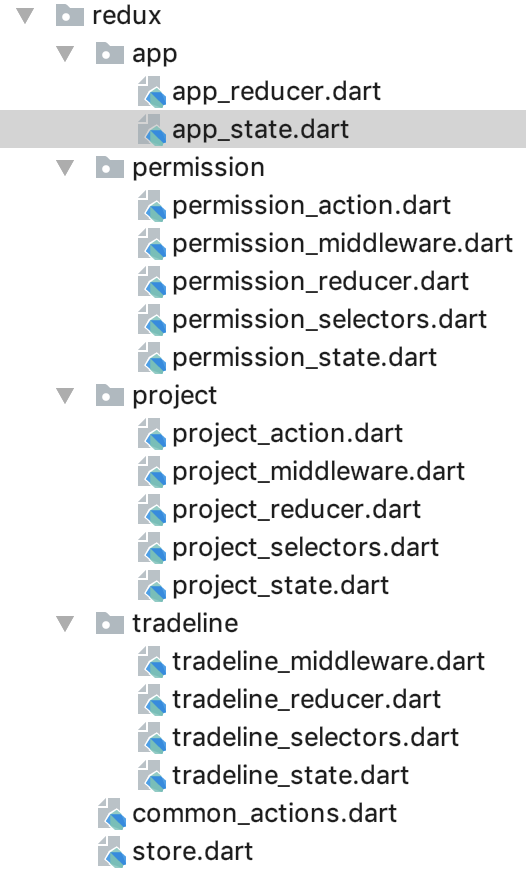 redux
app
app_reducer.dart
app_state.dart
permission
permission_action.dart
permission_middleware.dart
permission_reducer.dart
permission_selectors.dart
permission_state.dart
project
project_action.dart
project_middleware.dart
project_reducer.dart
project_selectors.dart
project_state.dart
tradeline
tradeline_middleware.dart
tradeline_reducer.dart
tradeline_selectors.dart
tradeline_state.dart
common_actions.dart
store.dart